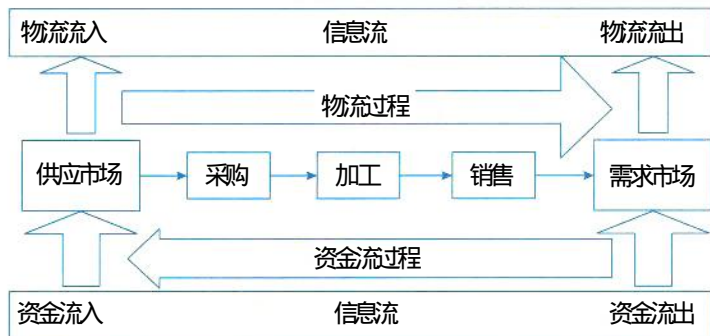 物流流入 信息流 物流流出
物流过程
供应市场 采购 加工 销售 需求市场
资金流过程
资金流入 信息流 资金流出